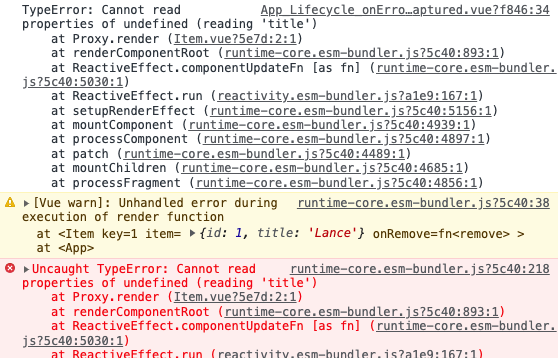 TypeError: Cannot read App Lifecycle onErro…aptured.vue?f846:34
properties of undefined (reading 'title')
at Proxy.render (Item.vue?5e7d:2:1)
at renderComponentRoot (runtime-core.esm-bundler.js?5c40:893:1)
at ReactiveEffect.componentUpdateFn [as fn] (runtime-core.esm-bundler.
js?5c40:5030:1)
at ReactiveEffect.run (reactivity.esm-bundler.js?a1e9:167:1)
at setupRenderEffect (runtime-core.esm-bundler.js?5c40:5156:1)
at mountComponent (runtime-core.esm-bundler.js?5c40:4939:1)
at processComponent (runtime-core.esm-bundler.js?5c40:4897:1)
at patch (runtime-core.esm-bundler.js?5c40:4489:1)
at mountChildren (runtime-core.esm-bundler.js?5c40:4685:1)
at processFragment (runtime-core.esm-bundler.js?5c40:4856:1)
[Vue warn]: Unhandled error during runtime-core.esm-bundler.js?5c40:38
execution of render function
at <Item key=1 item= {id: 1, title: 'Lance'} onRemove=fn<remove> >
at <App>
Uncaught TypeError: Cannot read runtime-core.esm-bundler.js?5c40:218
properties of undefined (reading 'title')
at Proxy.render (Item.vue?5e7d:2:1)
at renderComponentRoot (runtime-core.esm-bundler.js?5c40:893:1)
at ReactiveEffect.componentUpdateFn [as fn] (runtime-core.esm-bundler.
js?5c40:5030:1)
at ReactiveEffect.run (reactivity.esm-bundler.js?a1e9:167:1)